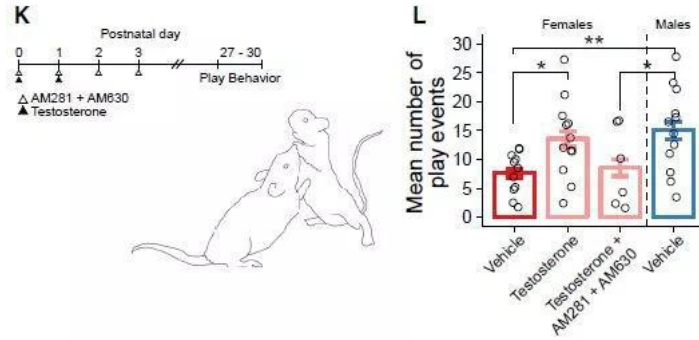 K
Postnatal day
0 1 2 3 27 - 30
Play Behavior
△ AM281 + AM630
▲ Testosterone
L
Females Males
**
* *
Mean number of
play events
30
25
20
15
10
5
0
Vehicle
Testosterone
Testosterone +
AM281 + AM630
Vehicle